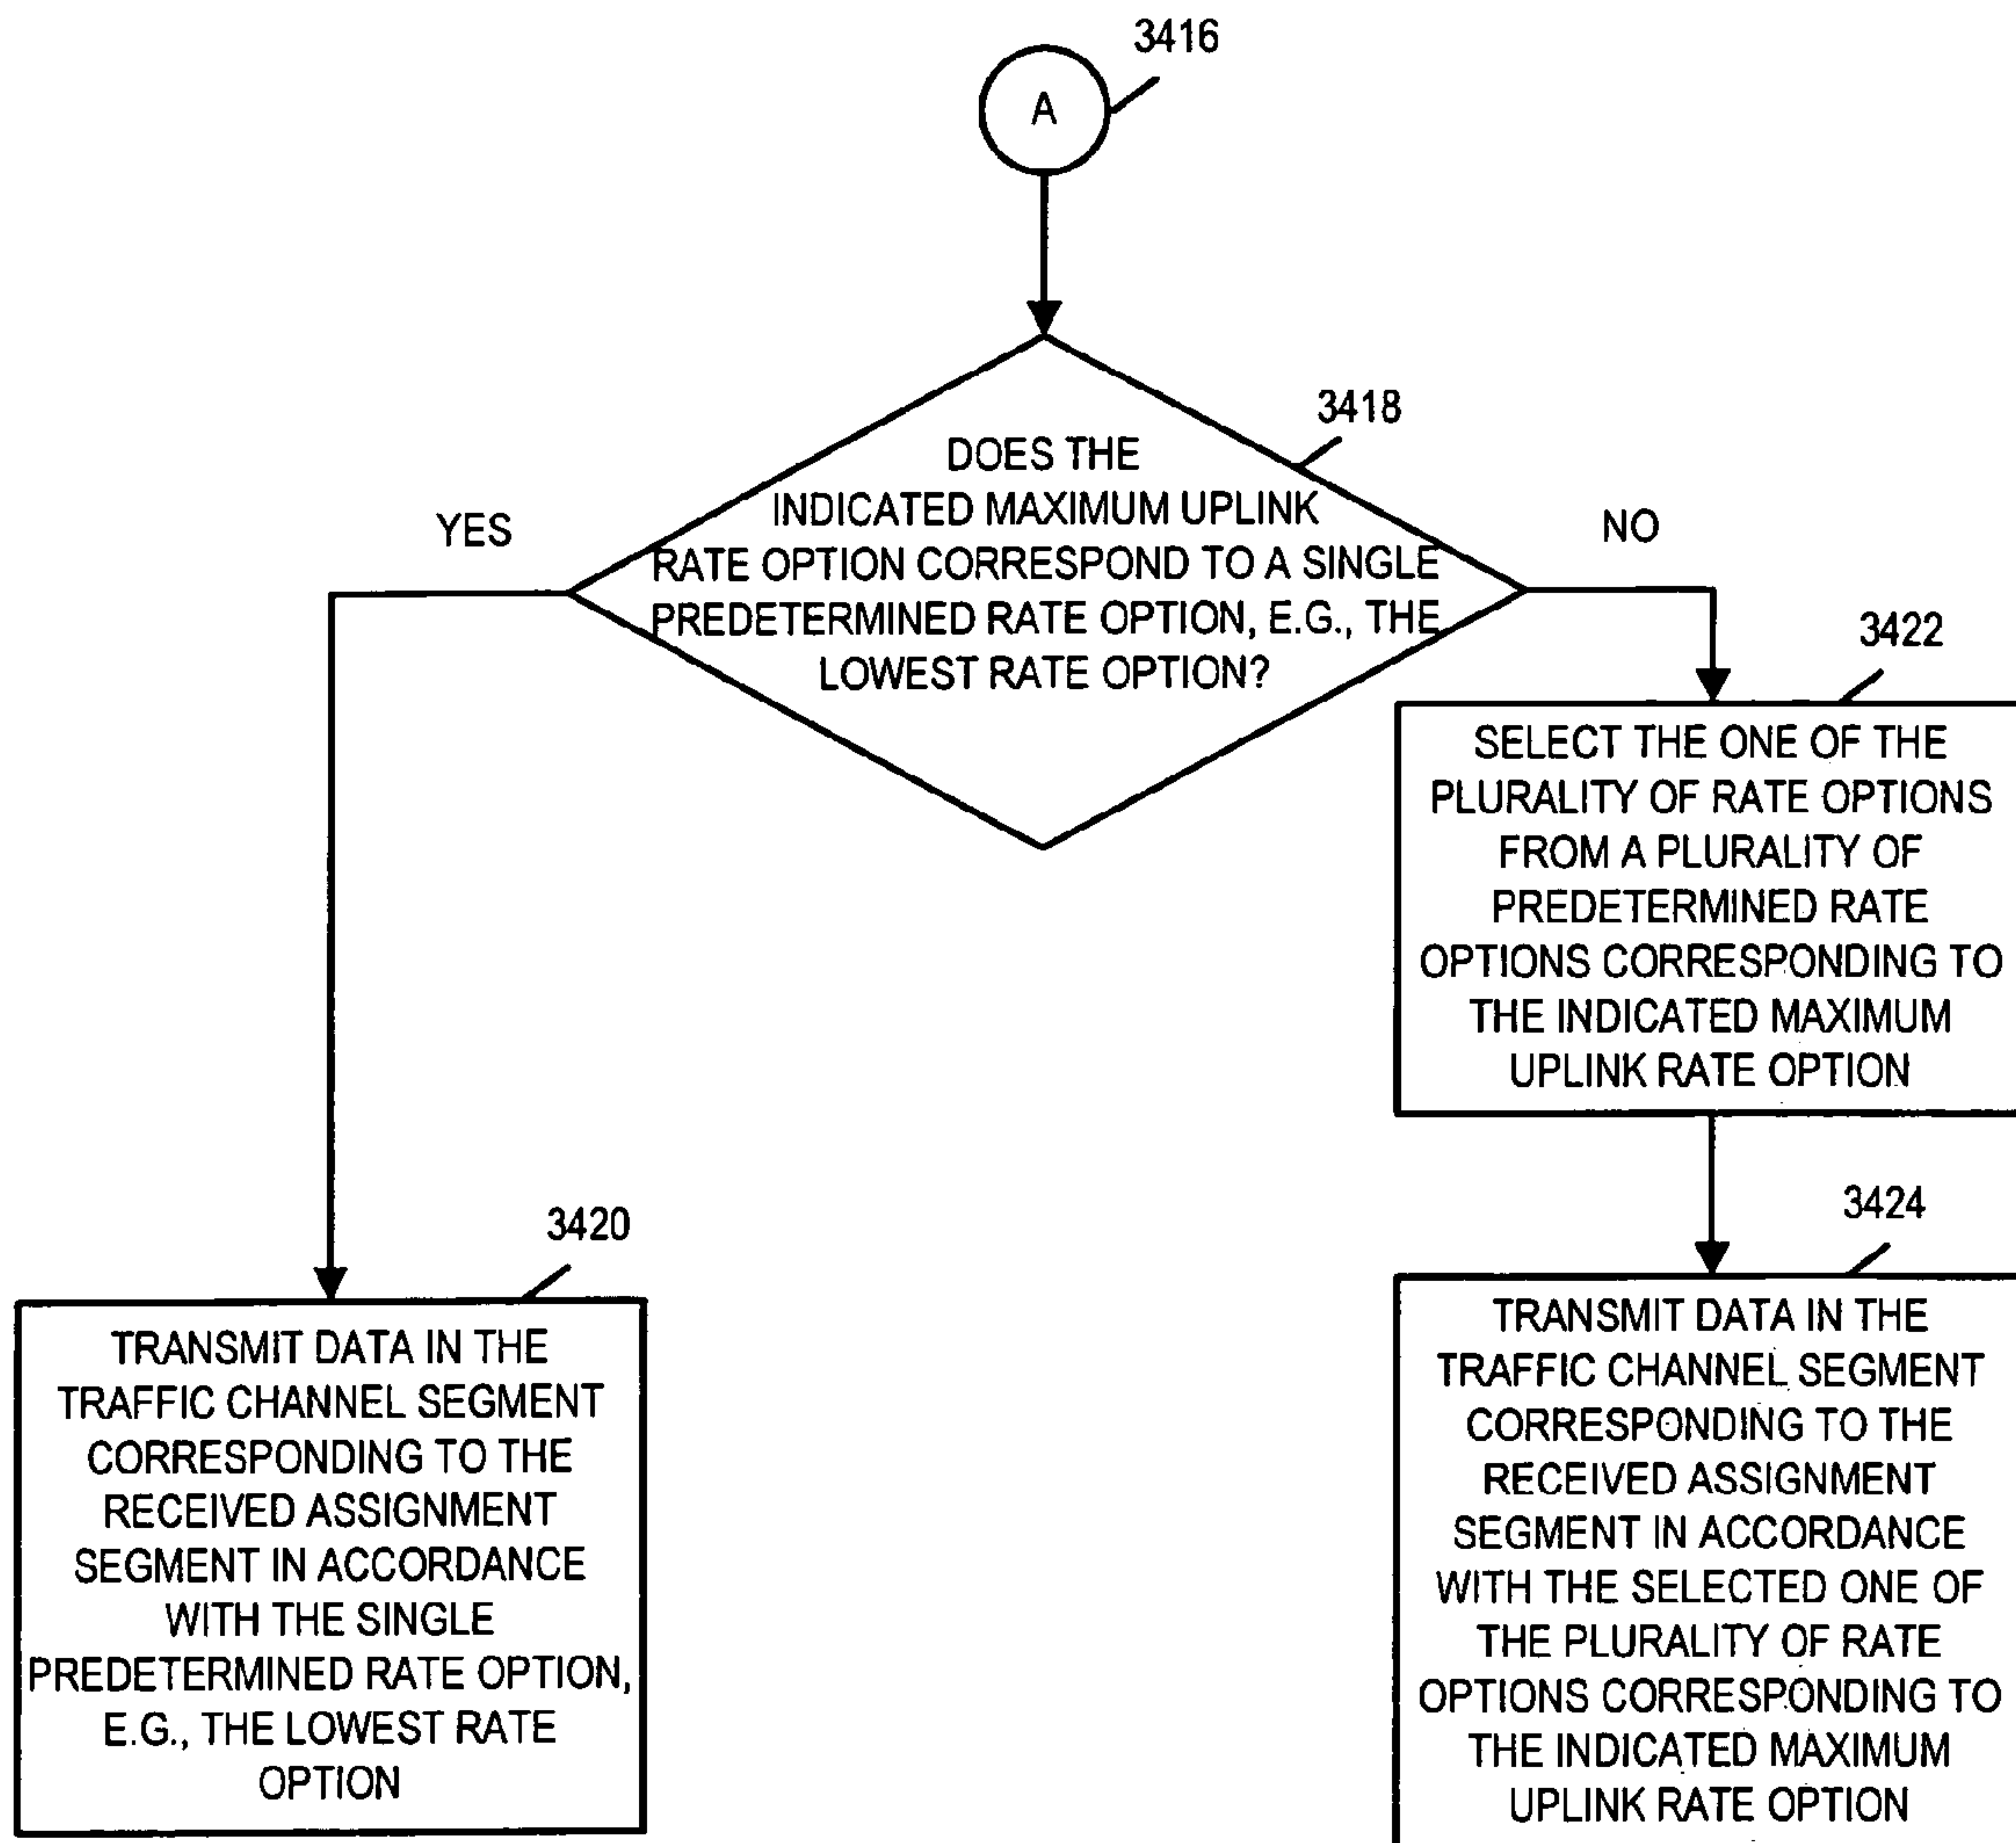 3416
A
3418
DOES THE
INDICATED MAXIMUM UPLINK
RATE OPTION CORRESPOND TO A SINGLE
PREDETERMINED RATE OPTION, E.G., THE
LOWEST RATE OPTION?
YES
NO
3422
SELECT THE ONE OF THE
PLURALITY OF RATE OPTIONS
FROM A PLURALITY OF
PREDETERMINED RATE
OPTIONS CORRESPONDING TO
THE INDICATED MAXIMUM
UPLINK RATE OPTION
3420
TRANSMIT DATA IN THE
TRAFFIC CHANNEL SEGMENT
CORRESPONDING TO THE
RECEIVED ASSIGNMENT
SEGMENT IN ACCORDANCE
WITH THE SINGLE
PREDETERMINED RATE OPTION,
E.G., THE LOWEST RATE
OPTION
3424
TRANSMIT DATA IN THE
TRAFFIC CHANNEL SEGMENT
CORRESPONDING TO THE
RECEIVED ASSIGNMENT
SEGMENT IN ACCORDANCE
WITH THE SELECTED ONE OF
THE PLURALITY OF RATE
OPTIONS CORRESPONDING TO
THE INDICATED MAXIMUM
UPLINK RATE OPTION